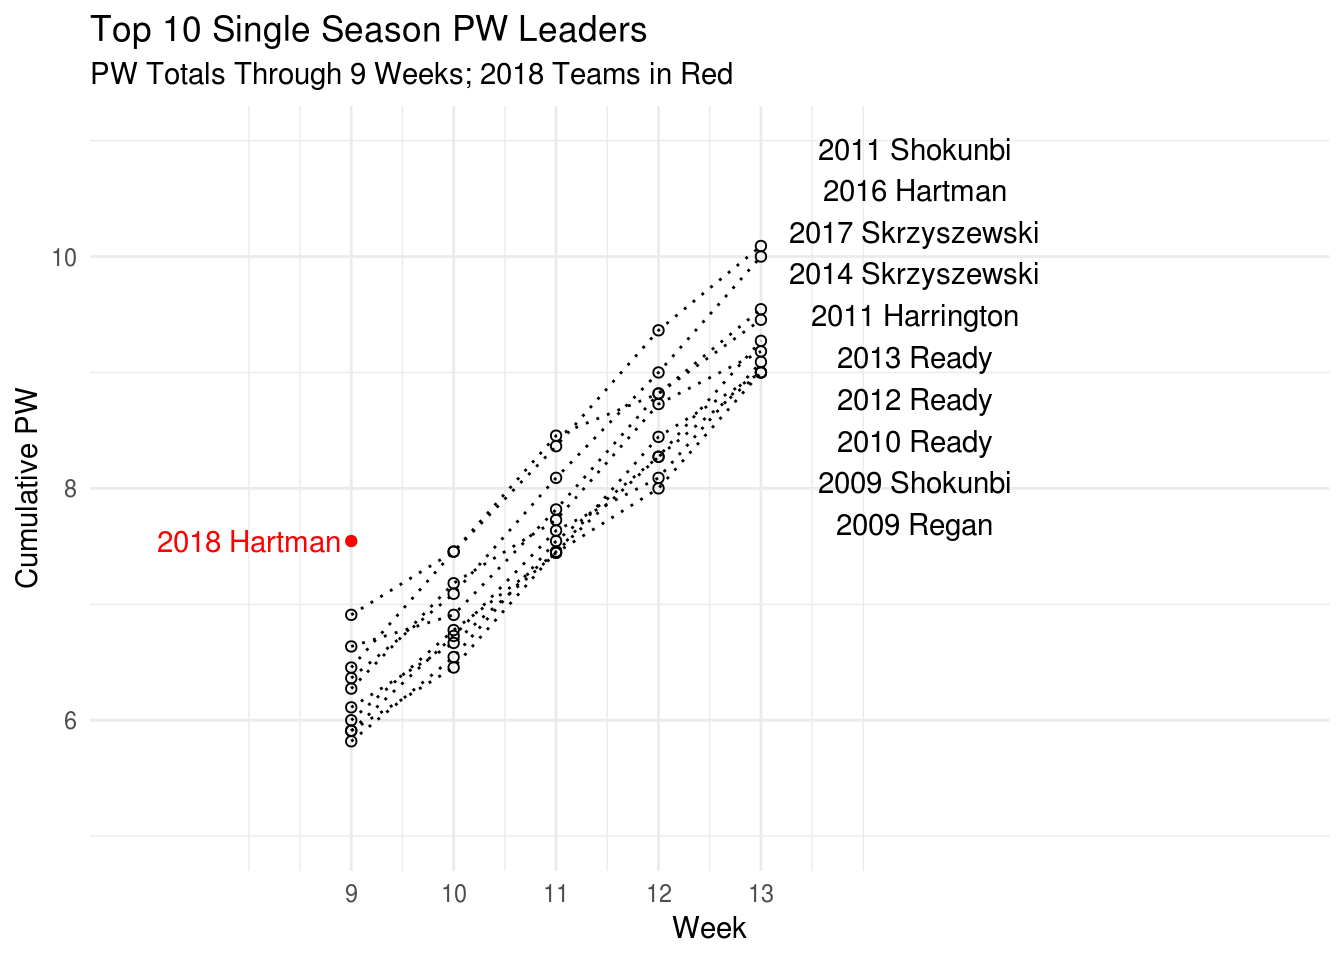 Top 10 Single Season PW Leaders
PW Totals Through 9 Weeks; 2018 Teams in Red
2011 Shokunbi
2016 Hartman
2017 Skrzyszewski
2014 Skrzyszewski
2011 Harrington
2013 Ready
2012 Ready
2010 Ready
2009 Shokunbi
2009 Regan
2018 Hartman
Cumulative PW
10
8
6
9 10 11 12 13
Week